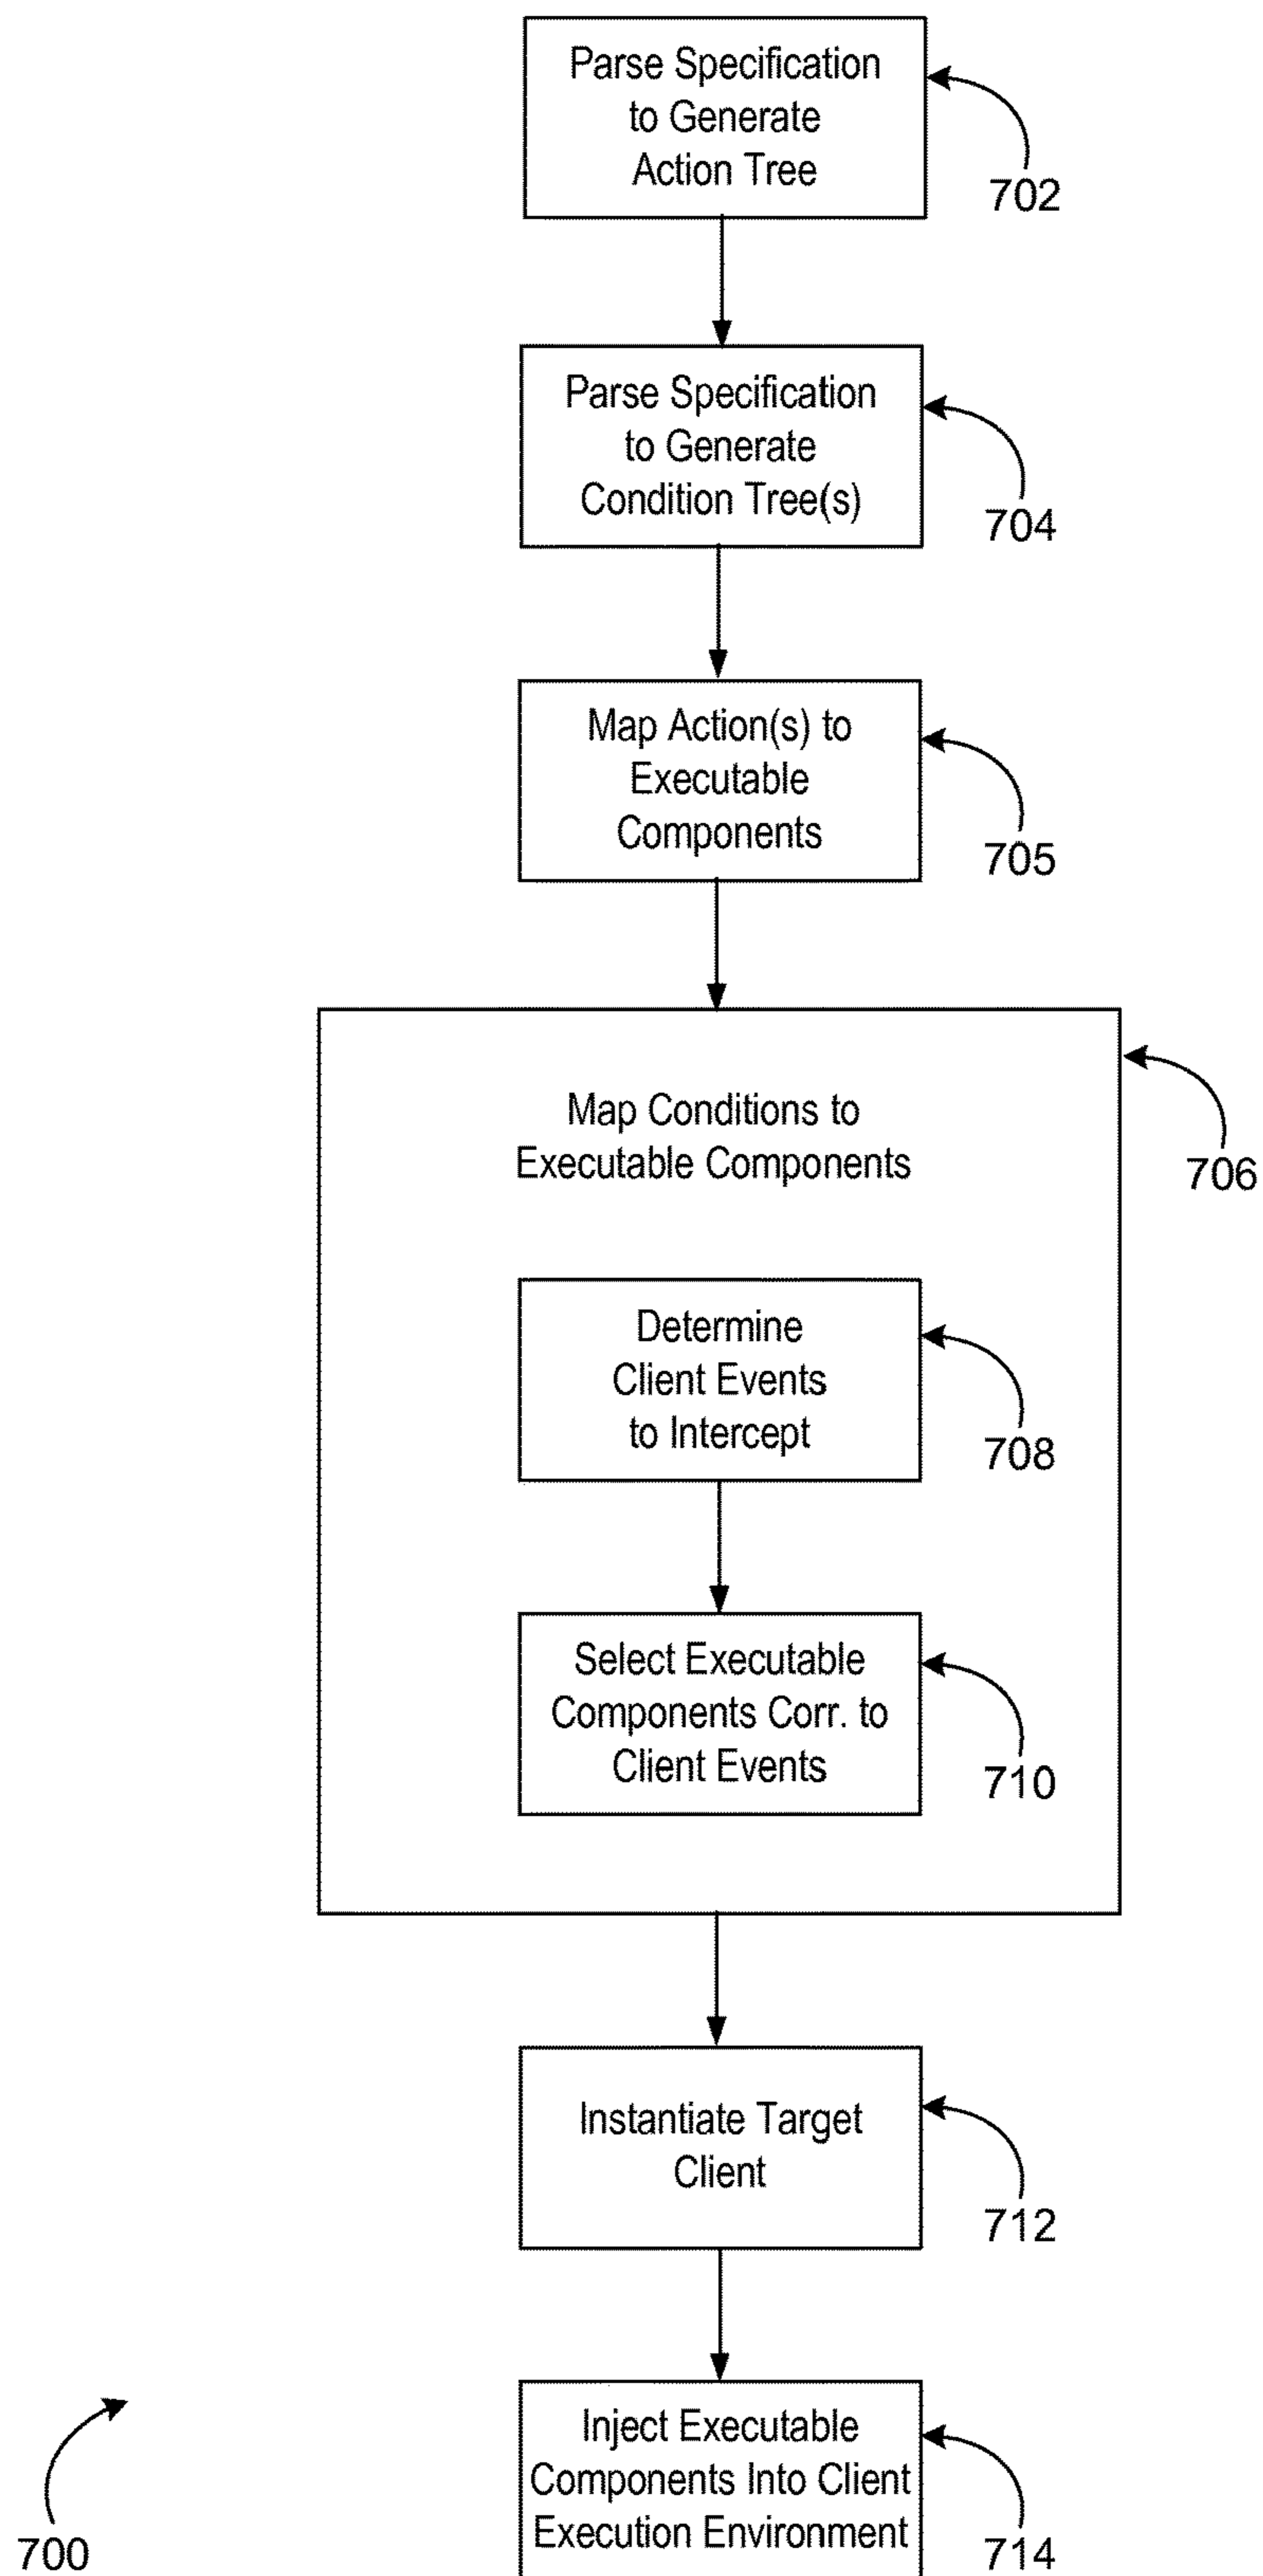 Parse Specification
to Generate
Action Tree
702
Parse Specification
to Generate
Condition Tree(s)
704
Map Action(s) to
Executable
Components
705
Map Conditions to
Executable Components
706
Determine
Client Events
to Intercept
708
Select Executable
Components Corr. to
Client Events
710
Instantiate Target
Client
712
Inject Executable
Components Into Client
Execution Environment
714
700